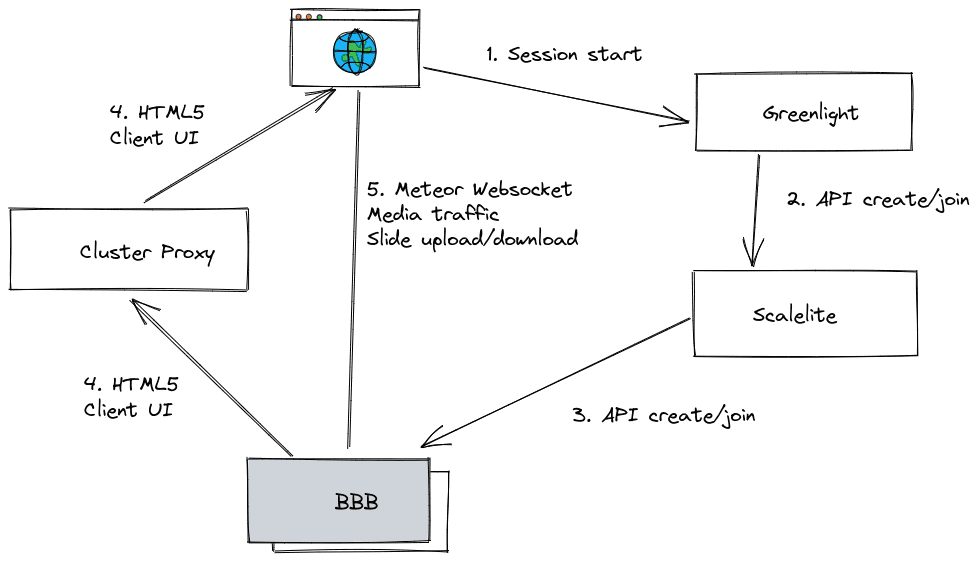 1. Session start
4. HTML5
Client UI
Greenlight
5. Meteor Websocket
Media traffic
Slide upload/download
2. API create/join
Cluster Proxy
Scalelite
4. HTML5
Client UI
3. API create/join
BBB